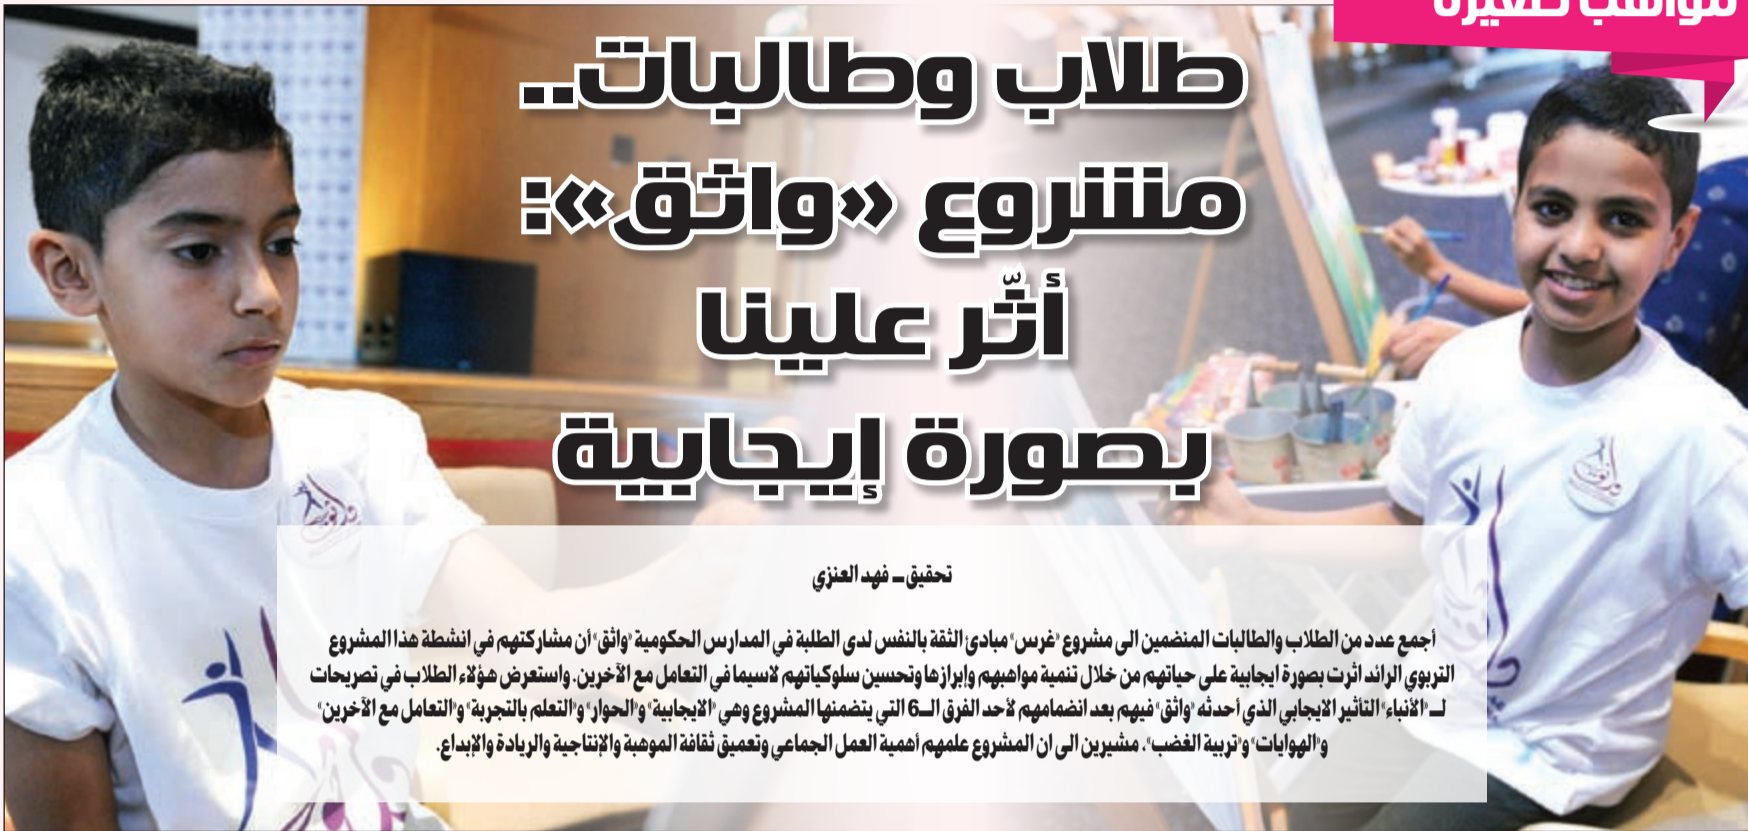 مواهب صغيرة
طلاب وطالبات..
مشروع «واثق»:
أثّر علينا
بصورة إيجابية
تحقيق ــ فهد العنزي
أجمع عدد من الطلاب والطالبات المنضمين الى مشروع «غرس» مبادئ الثقة بالنفس لدى الطلبة في المدارس الحكومية «واثق» أن مشاركتهم في انشطة هذا المشروع
التربوي الرائد اثرت بصورة ايجابية على حياتهم من خلال تنمية مواهبهم وإبرازها وتحسين سلوكياتهم لاسيما في التعامل مع الآخرين. واستعرض هؤلاء الطلاب في تصريحات
لـ «الأنباء» التأثير الايجابي الذي أحدثه «واثق» فيهم بعد انضمامهم لأحد الفرق الــ6 التي يتضمنها المشروع وهي «الايجابية» و«الحوار» و«التعلم بالتجربة» و«التعامل مع الآخرين»
و«الهوايات» و«تربية الغضب». مشيرين الى ان المشروع علمهم أهمية العمل الجماعي وتعميق ثقافة الموهبة والإنتاجية والريادة والإبداع.